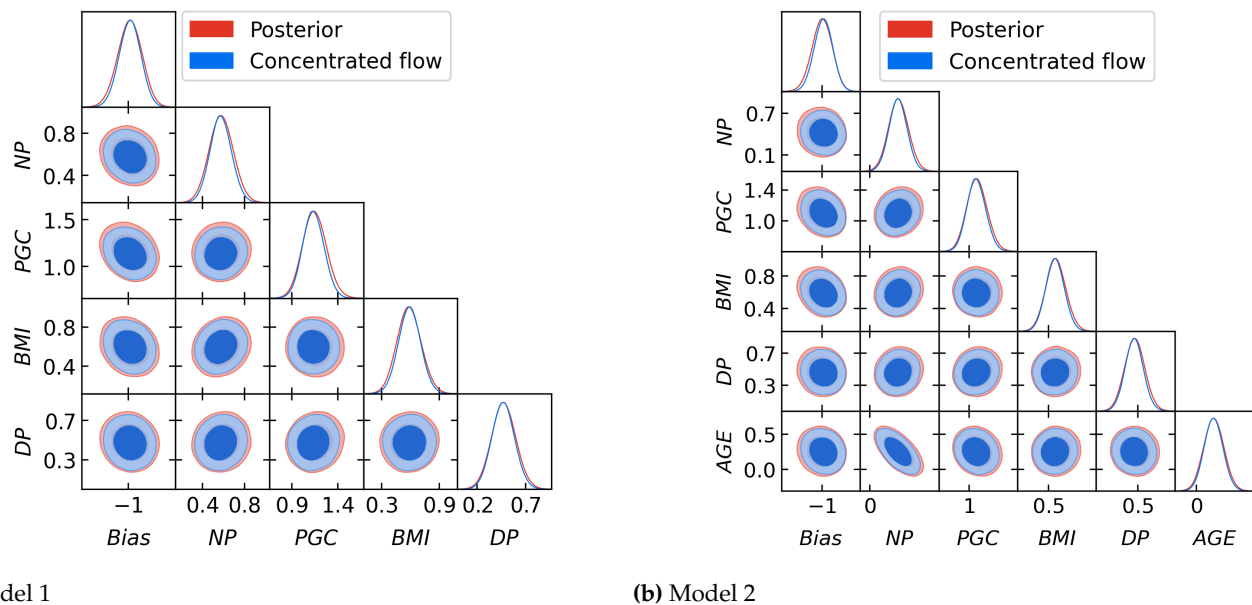 Posterior
Concentrated flow
NP
0.8
0.4
PGC
1.5
1.0
BMI
0.8
0.4
DP
0.7
0.3
−1
0.4 0.8
0.9 1.4
0.3 0.9
0.2 0.7
Bias NP PGC BMI DP
del 1
Posterior
Concentrated flow
NP
0.7
0.1
PGC
1.4
1.0
BMI
0.8
0.4
DP
0.7
0.3
AGE
0.5
0.0
−1 0 1 0.5 0.5 0
Bias NP PGC BMI DP AGE
(b) Model 2